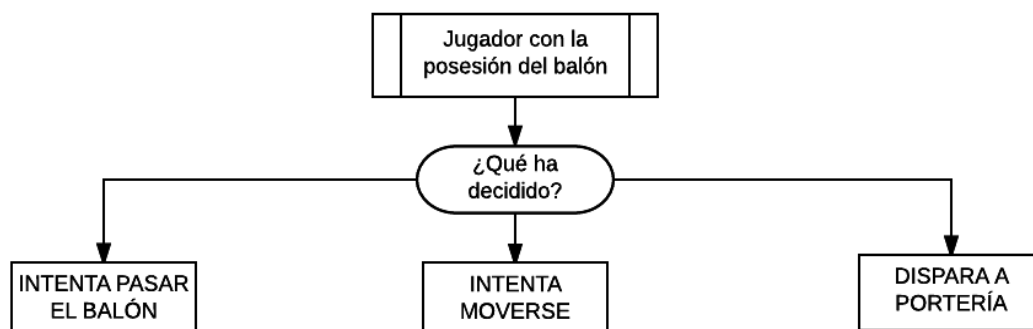 Jugador con la
posesión del balón
¿Qué ha
decidido?
INTENTA PASAR
EL BALÓN
INTENTA
MOVERSE
DISPARA A
PORTERÍA